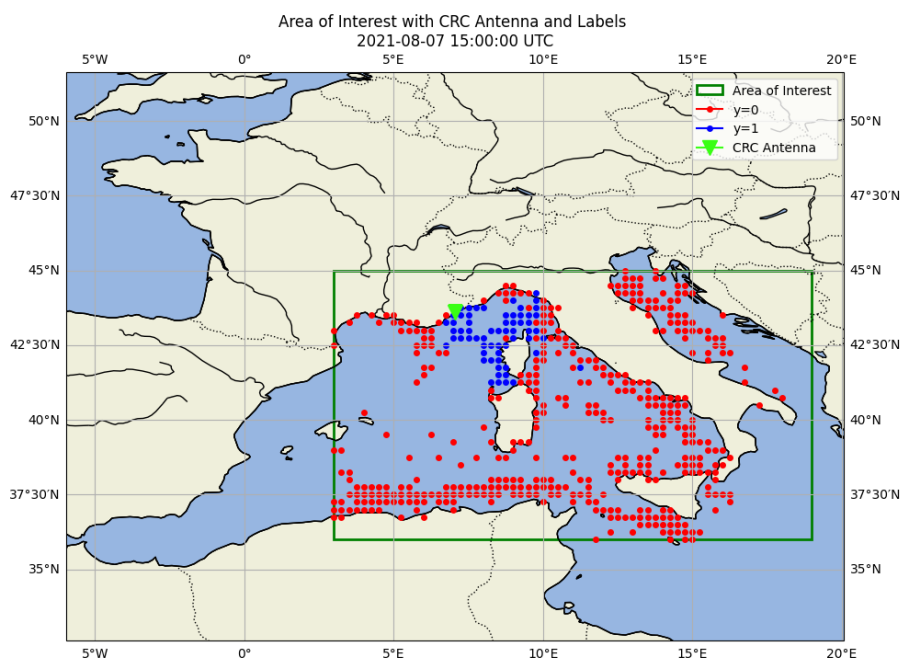 Area of Interest with CRC Antenna and Labels
2021-08-07 15:00:00 UTC
5°W 0° 5°E 10°E 15°E 20°E
Area of Interest
y=0
y=1
CRC Antenna
50°N 50°N
47°30′N 47°30′N
45°N 45°N
42°30′N 42°30′N
40°N 40°N
37°30′N 37°30′N
35°N 35°N
5°W 0° 5°E 10°E 15°E 20°E